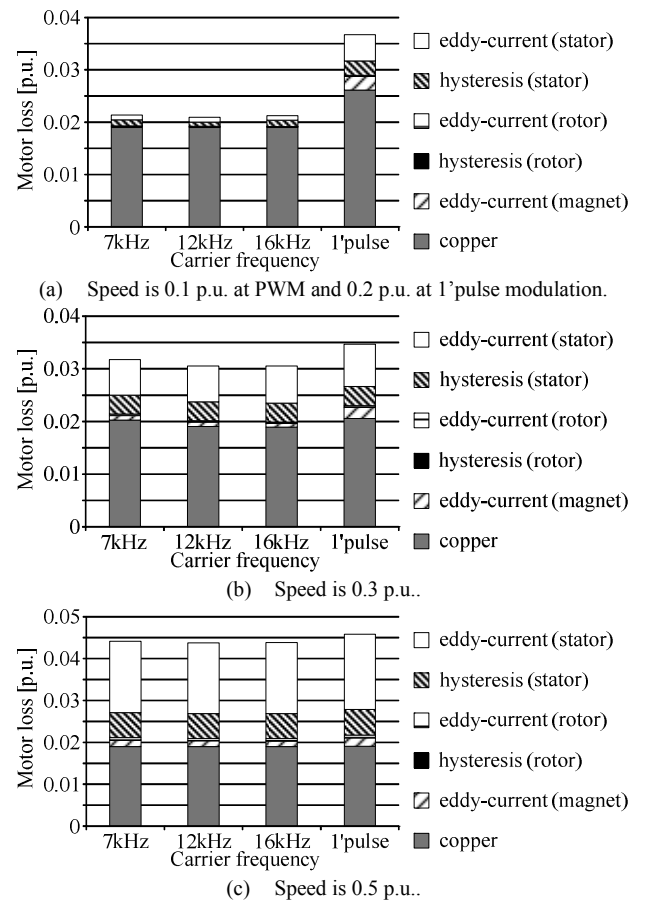 0.04
0.03
0.02
0.01
0
Motor loss [p.u.]
7kHz 12kHz 16kHz 1'pulse
Carrier frequency
eddy-current (stator)
hysteresis (stator)
eddy-current (rotor)
hysteresis (rotor)
eddy-current (magnet)
copper
(a) Speed is 0.1 p.u. at PWM and 0.2 p.u. at 1’pulse modulation.
0.04
0.03
0.02
0.01
0
Motor loss [p.u.]
7kHz 12kHz 16kHz 1'pulse
Carrier frequency
eddy-current (stator)
hysteresis (stator)
eddy-current (rotor)
hysteresis (rotor)
eddy-current (magnet)
copper
(b) Speed is 0.3 p.u..
0.05
0.04
0.03
0.02
0.01
0
Motor loss [p.u.]
7kHz 12kHz 16kHz 1'pulse
Carrier frequency
eddy-current (stator)
hysteresis (stator)
eddy-current (rotor)
hysteresis (rotor)
eddy-current (magnet)
copper
(c) Speed is 0.5 p.u..